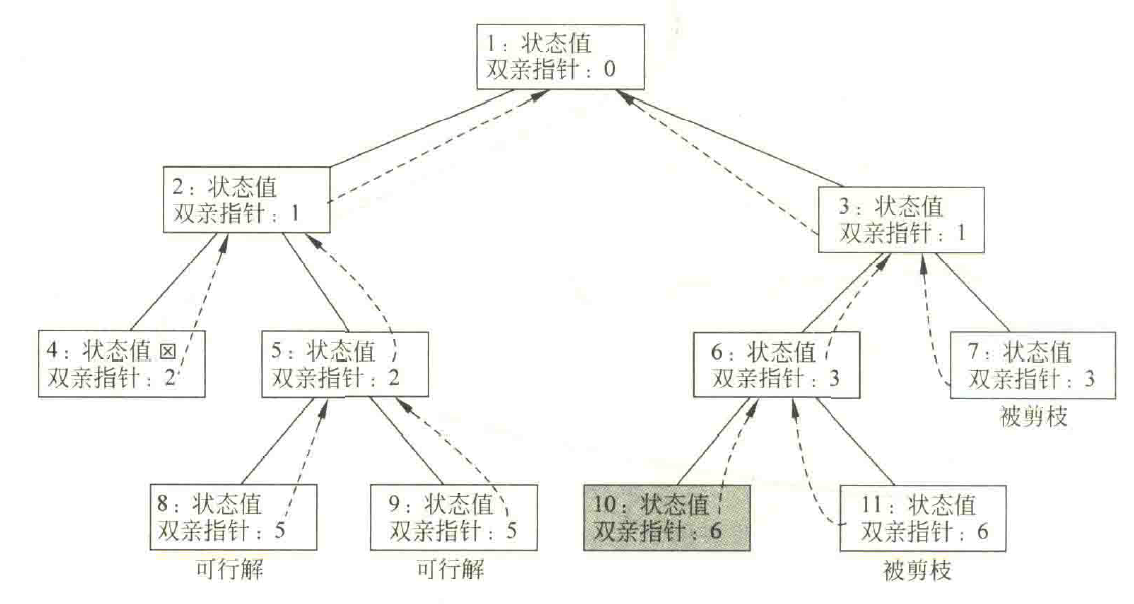 1：状态值
双亲指针：0
2：状态值
双亲指针：1
3：状态值
双亲指针：1
4：状态值 ☒
双亲指针：2
5：状态值
双亲指针：2
6：状态值
双亲指针：3
7：状态值
双亲指针：3
被剪枝
8：状态值
双亲指针：5
可行解
9：状态值
双亲指针：5
可行解
10：状态值
双亲指针：6
11：状态值
双亲指针：6
被剪枝